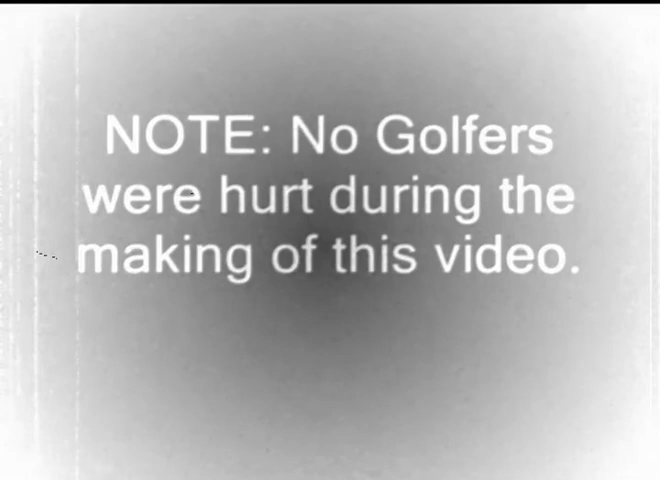 NOTE: No Golfers
were hurt during the
making of this video.